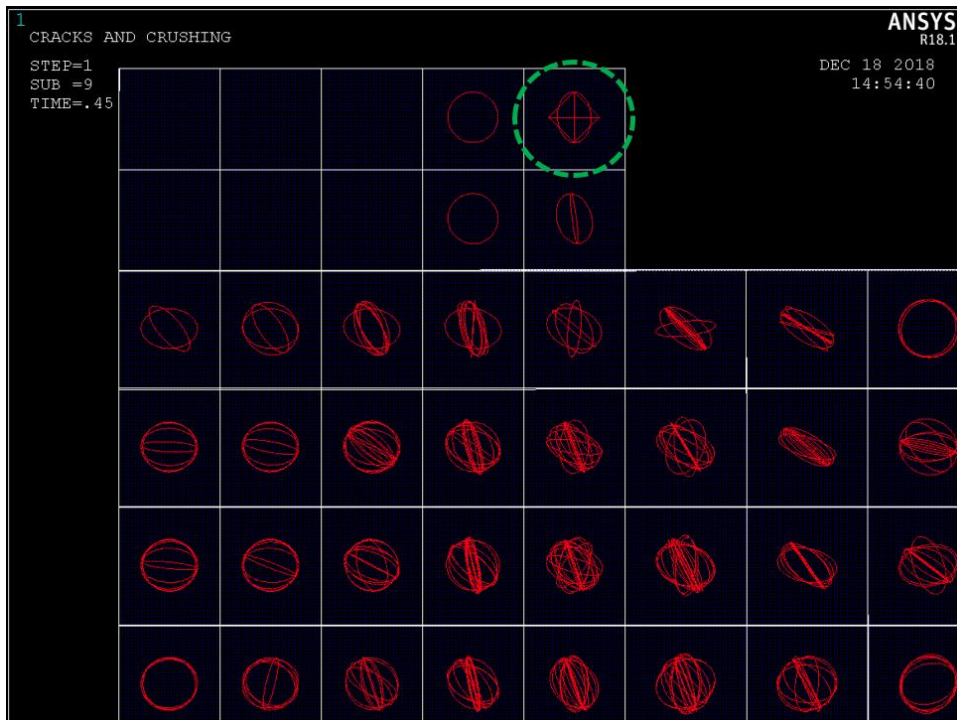 1
ANSYS
R18.1
CRACKS AND CRUSHING
STEP=1
SUB =9
TIME=.45
DEC 18 2018
14:54:40